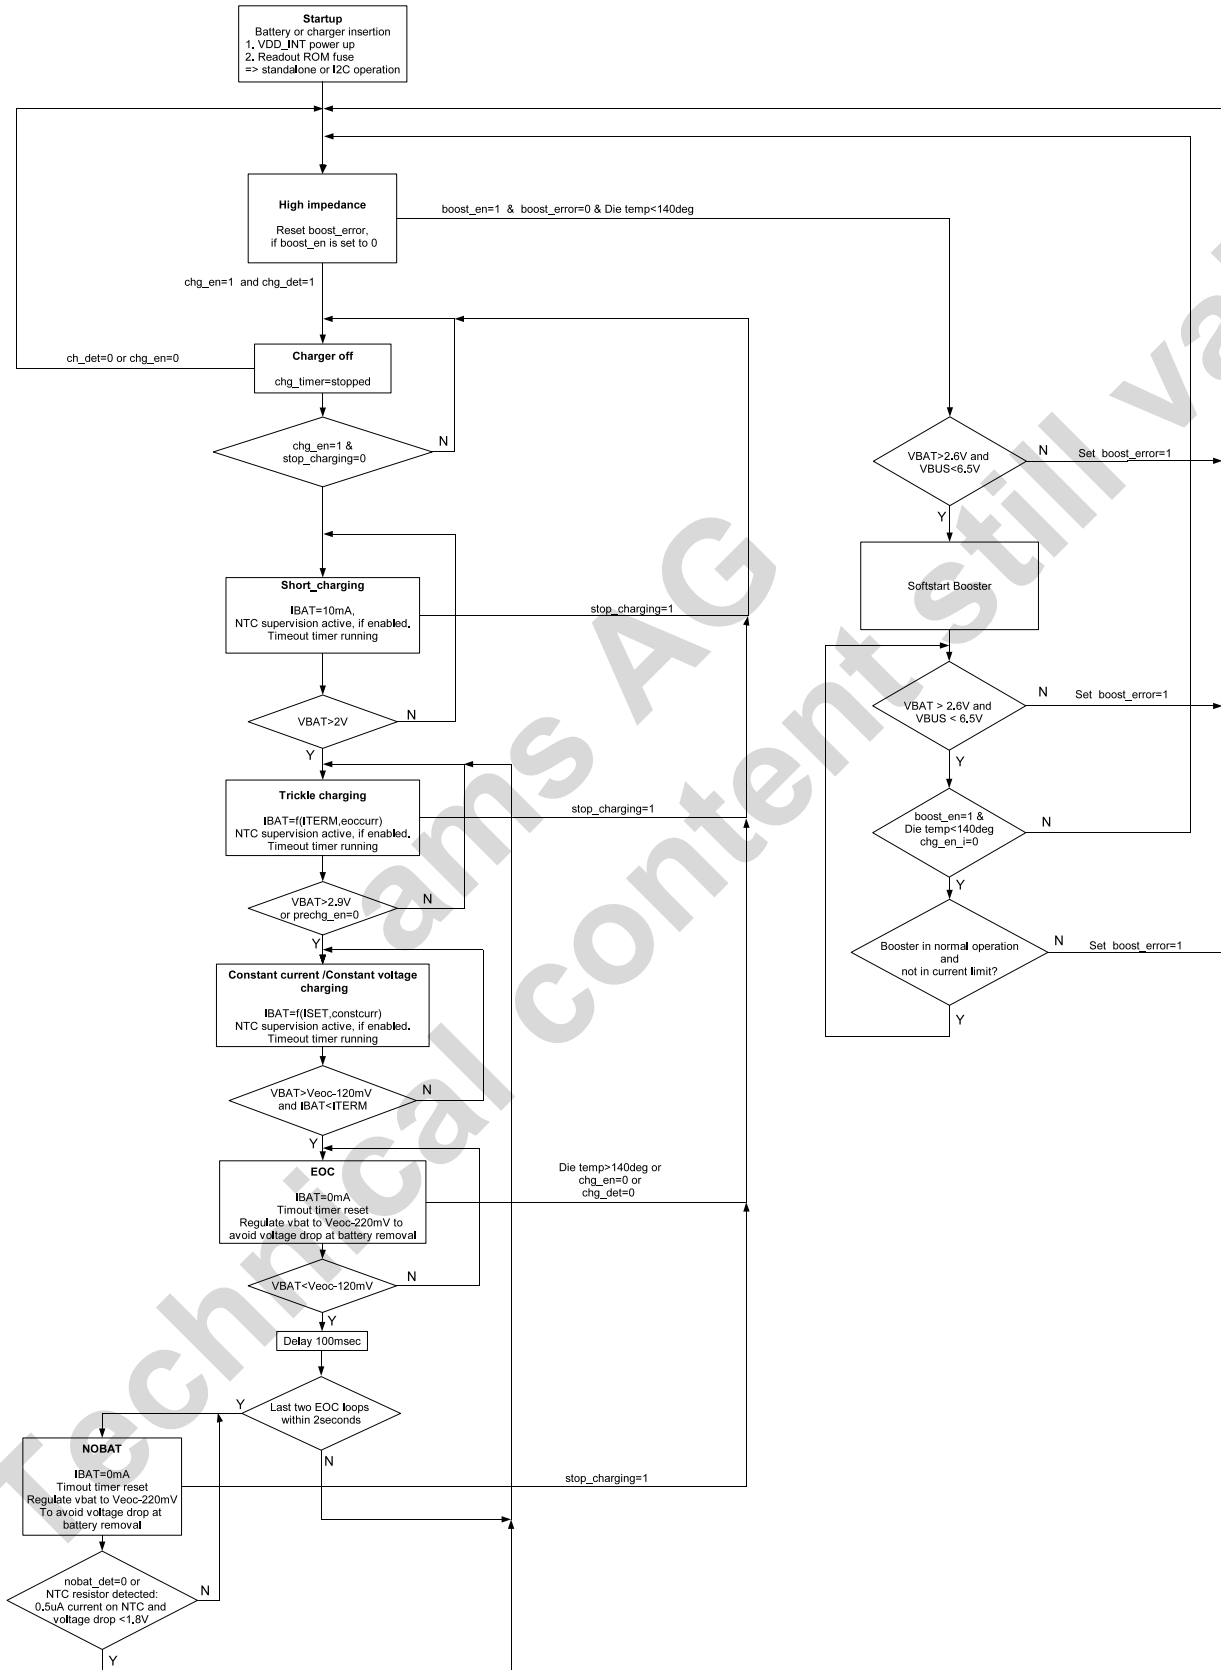 Startup
Battery or charger insertion
1. VDD_INT power up
2. Readout ROM fuse
=> standalone or I2C operation
High impedance
Reset boost_error,
if boost_en is set to 0
boost_en=1 & boost_error=0 & Die temp<140deg
chg_en=1 and chg_det=1
ch_det=0 or chg_en=0
Charger off
chg_timer=stopped
chg_en=1 &
stop_charging=0
N
VBAT>2.6V and
VBUS<6.5V
N
Set boost_error=1
Y
Softstart Booster
Short_charging
IBAT=10mA,
NTC supervision active, if enabled.
Timeout timer running
stop_charging=1
VBAT>2V
N
Y
VBAT > 2.6V and
VBUS < 6.5V
N
Set boost_error=1
Y
Trickle charging
IBAT=f(ITERM,eoccurr)
NTC supervision active, if enabled.
Timeout timer running
stop_charging=1
boost_en=1 &
Die temp<140deg
chg_en_i=0
N
Y
VBAT>2.9V
or prechg_en=0
N
Y
Booster in normal operation
and
not in current limit?
N
Set boost_error=1
Y
Constant current /Constant voltage
charging
IBAT=f(ISET,constcurr)
NTC supervision active, if enabled.
Timeout timer running
VBAT>Veoc-120mV
and IBAT<ITERM
N
Y
EOC
IBAT=0mA
Timout timer reset
Regulate vbat to Veoc-220mV to
avoid voltage drop at battery removal
Die temp>140deg or
chg_en=0 or
chg_det=0
VBAT<Veoc-120mV
N
Y
Delay 100msec
Last two EOC loops
within 2seconds
Y
N
NOBAT
IBAT=0mA
Timout timer reset
Regulate vbat to Veoc-220mV
To avoid voltage drop at
battery removal
stop_charging=1
nobat_det=0 or
NTC resistor detected:
0.5uA current on NTC and
voltage drop <1.8V
N
Y
ams AG
Technical content still va